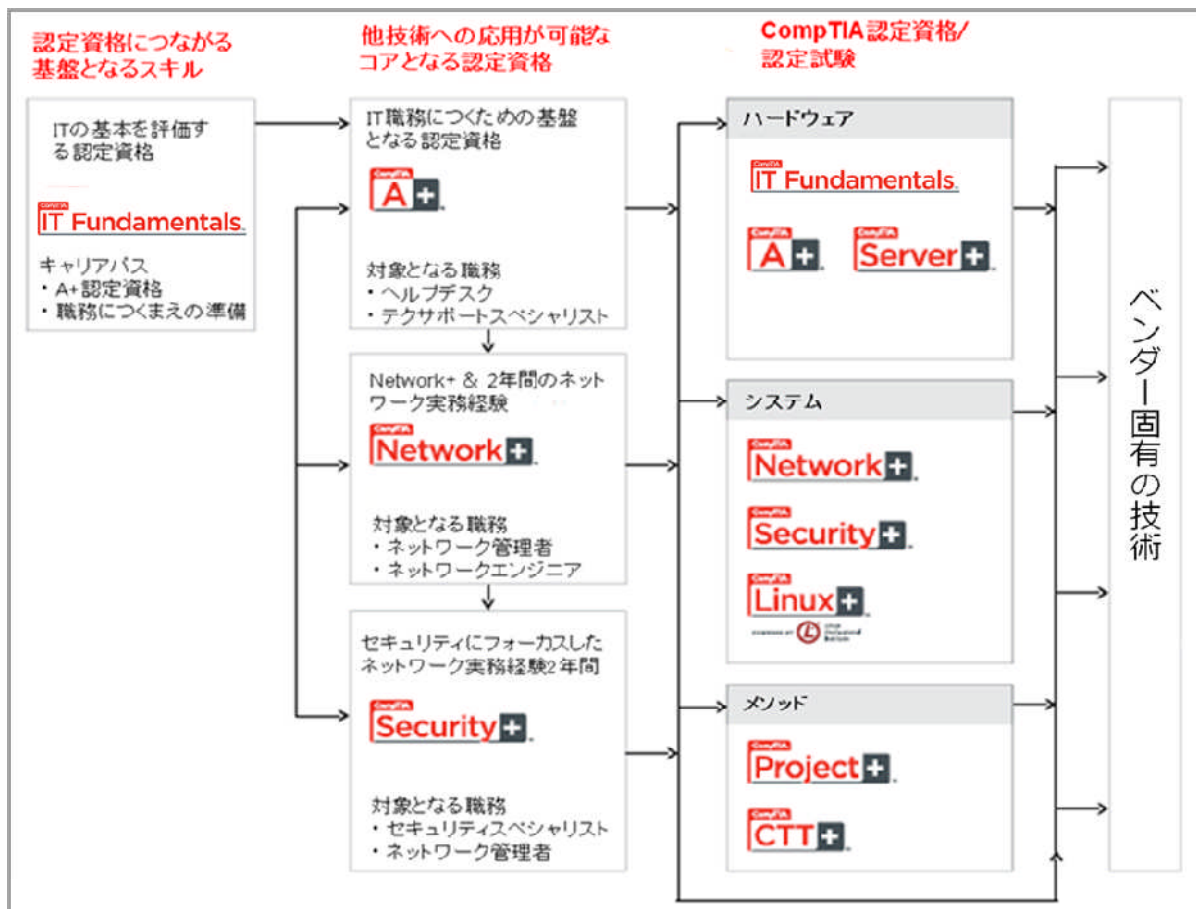 認定資格につながる
基盤となるスキル
ITの基本を評価す
る認定資格
CompTIA
IT Fundamentals.
キャリアパス
・A+認定資格
・職務につくまえの準備
他技術への応用が可能な
コアとなる認定資格
IT職務につくための基盤
となる認定資格
CompTIA
A+
対象となる職務
・ヘルプデスク
・テクサポートスペシャリスト
Network+ & 2年間のネット
ワーク実務経験
CompTIA
Network+
対象となる職務
・ネットワーク管理者
・ネットワークエンジニア
セキュリティにフォーカスした
ネットワーク実務経験2年間
CompTIA
Security+
対象となる職務
・セキュリティスペシャリスト
・ネットワーク管理者
CompTIA認定資格/
認定試験
ハードウェア
CompTIA
IT Fundamentals.
CompTIA
A+
CompTIA
Server+
システム
CompTIA
Network+
CompTIA
Security+
CompTIA
Linux+
メソッド
CompTIA
Project+
CompTIA
CTT+
ベンダー固有の技術